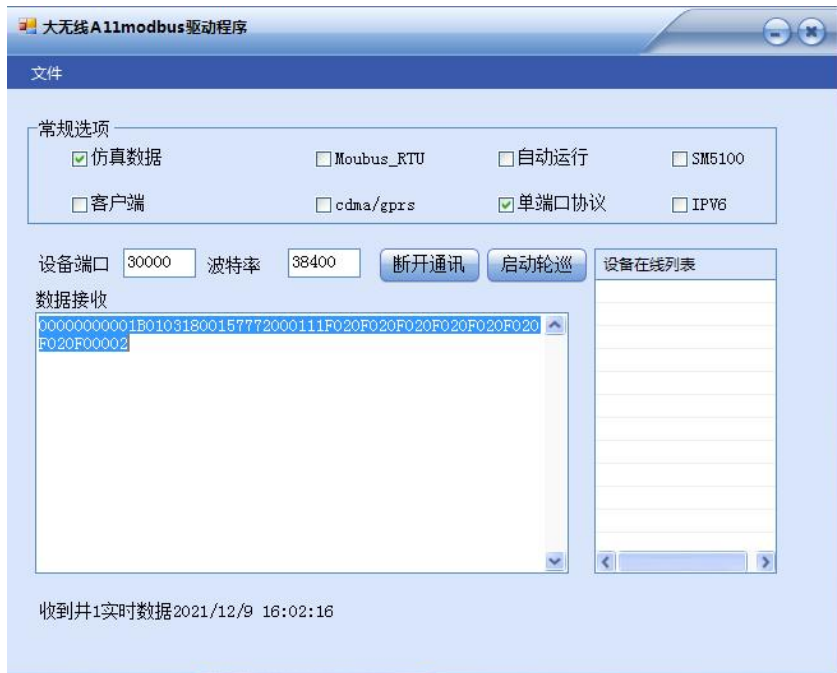 大无线A11modbus驱动程序
文件
常规选项
仿真数据 Moubus_RTU 自动运行 SM5100
客户端 cdma/gprs 单端口协议 IPV6
设备端口 30000 波特率 38400 断开通讯 启动轮巡 设备在线列表
数据接收
00000000001B0103180015777200​0111F020F020F020F020F020F020
F020F00002
收到井1实时数据2021/12/9 16:02:16